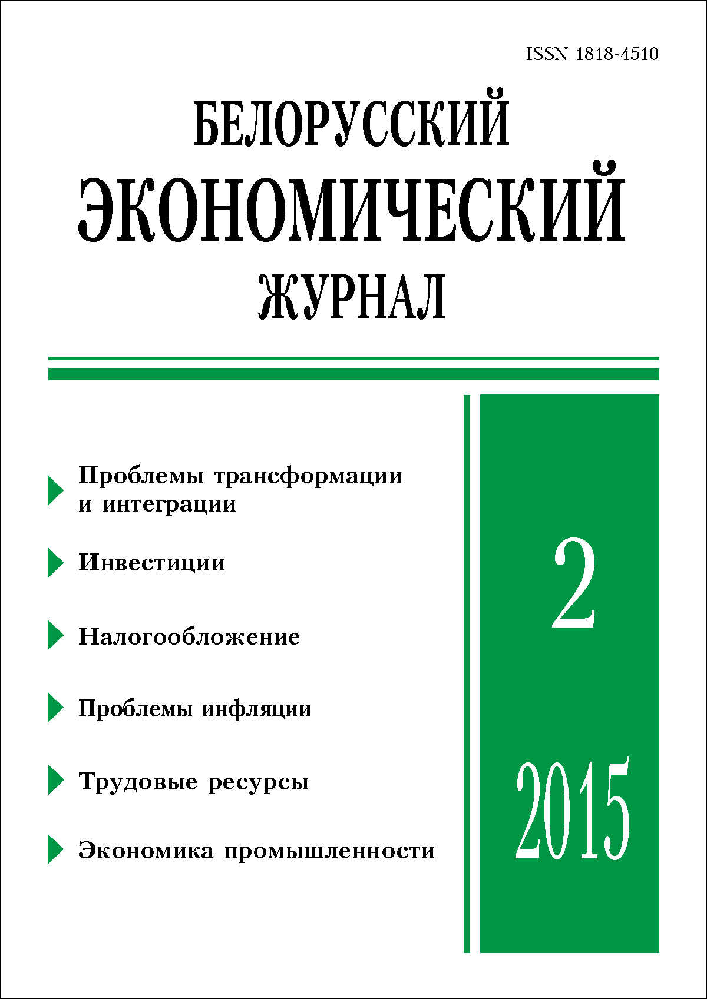 ISSN 1818-4510
БЕЛОРУССКИЙ
ЭКОНОМИЧЕСКИЙ
ЖУРНАЛ
Проблемы трансформации
и интеграции
Инвестиции
Налогообложение
Проблемы инфляции
Трудовые ресурсы
Экономика промышленности
2
2015